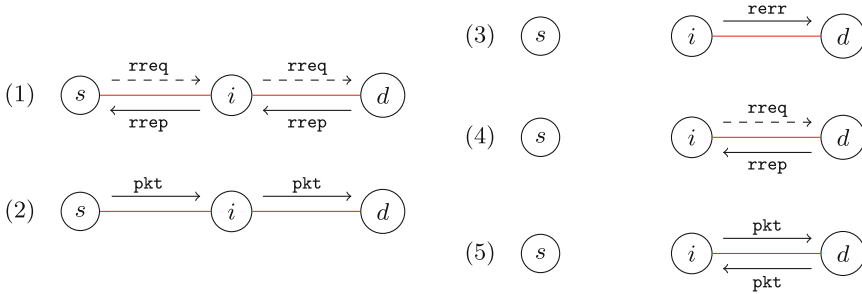 (1)
rreq rreq
s i d
rrep rrep
(2)
pkt pkt
s i d
(3)
rerr
s i d
(4)
rreq
s i d
rrep
(5)
pkt
s i d
pkt